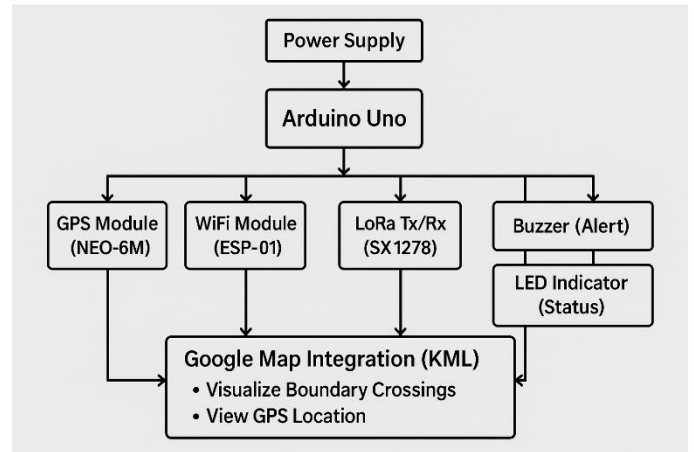 Power Supply
Arduino Uno
GPS Module
(NEO-6M)
WiFi Module
(ESP-01)
LoRa Tx/Rx
(SX1278)
Buzzer (Alert)
LED Indicator
(Status)
Google Map Integration (KML)
• Visualize Boundary Crossings
• View GPS Location